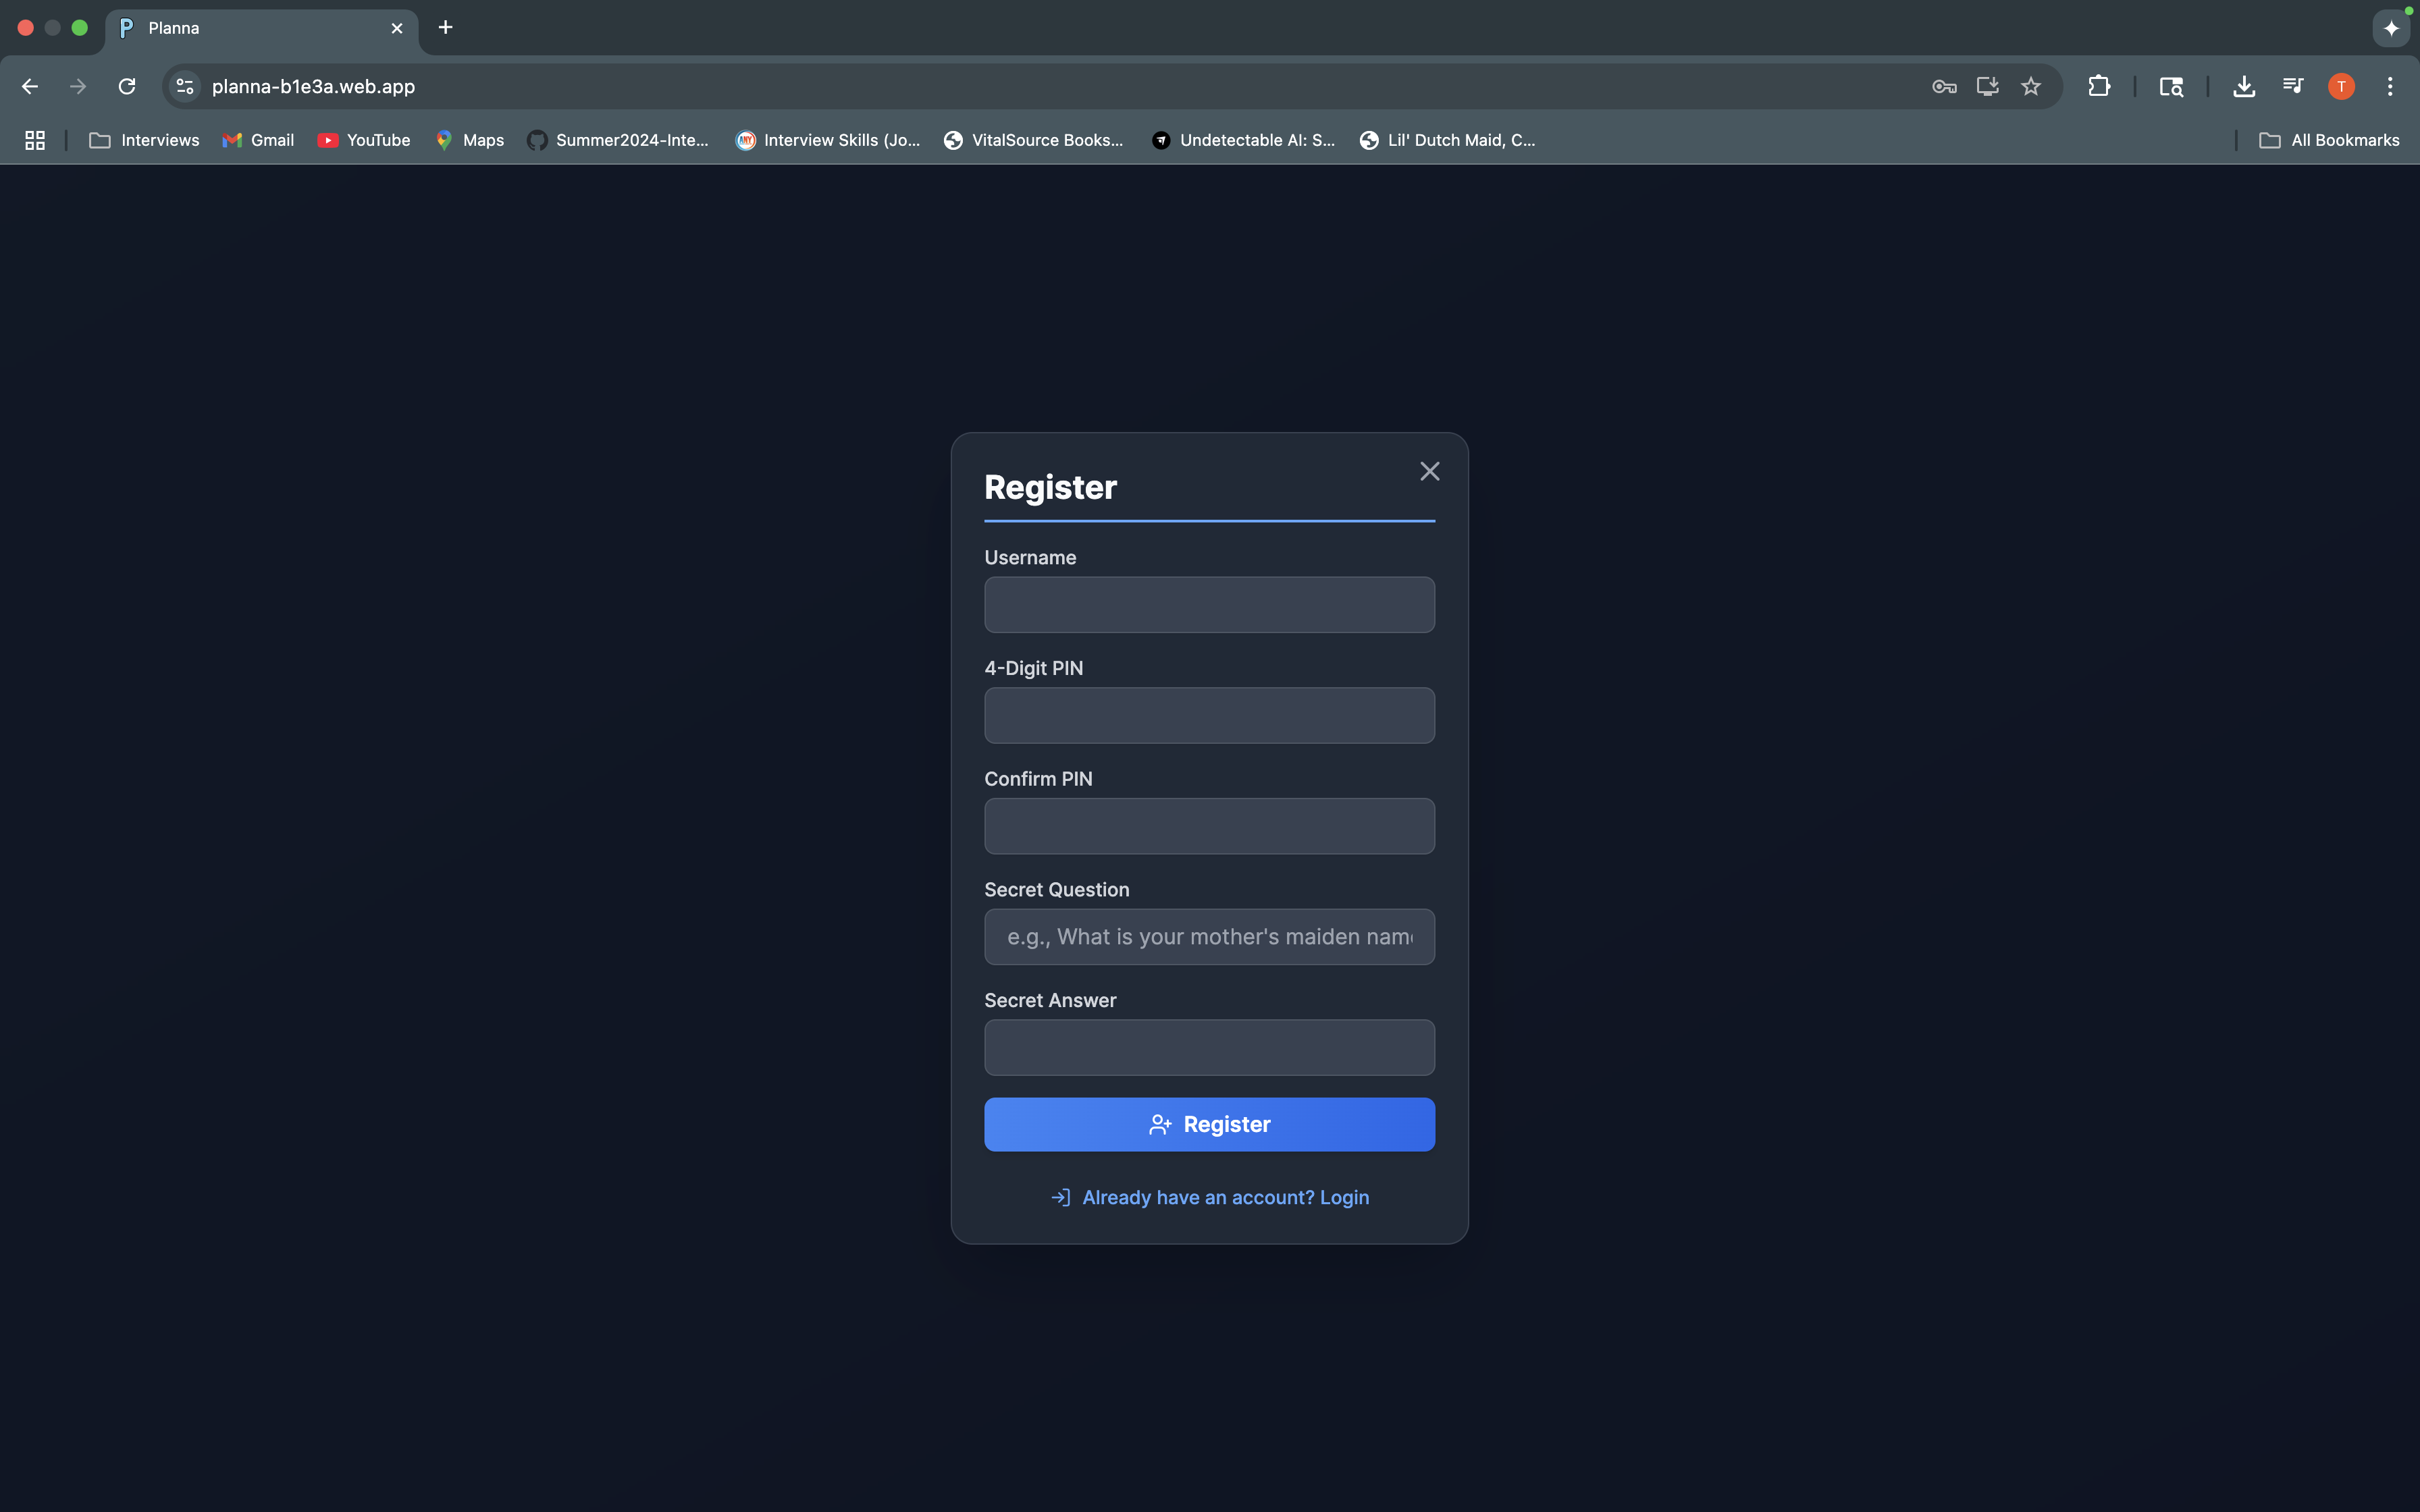 Planna
planna-b1e3a.web.app
T
Interviews Gmail YouTube Maps Summer2024-Inte... Interview Skills (Jo... VitalSource Books... Undetectable AI: S... Lil' Dutch Maid, C... All Bookmarks
Register
Username
4-Digit PIN
Confirm PIN
Secret Question
e.g., What is your mother's maiden name
Secret Answer
Register
Already have an account? Login